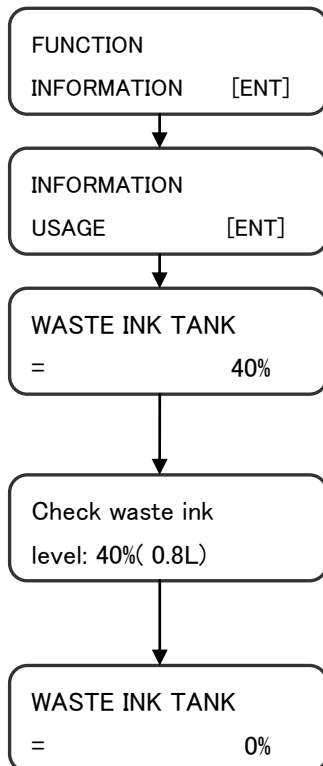 FUNCTION
INFORMATION [ENT]
INFORMATION
USAGE [ENT]
WASTE INK TANK
= 40%
Check waste ink
level: 40%( 0.8L)
WASTE INK TANK
= 0%